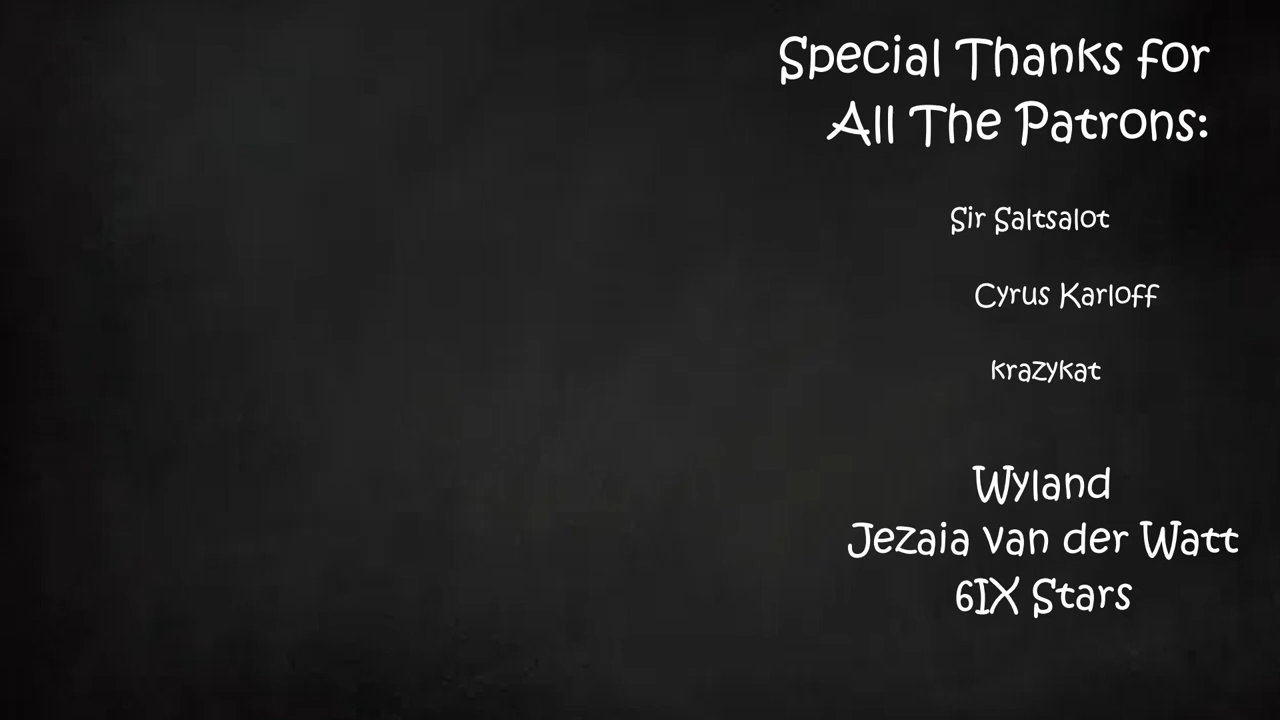 Special Thanks for
All The Patrons:
Sir Saltsalot
Cyrus Karloff
krazykat
Wyland
Jezaia van der Watt
6IX Stars